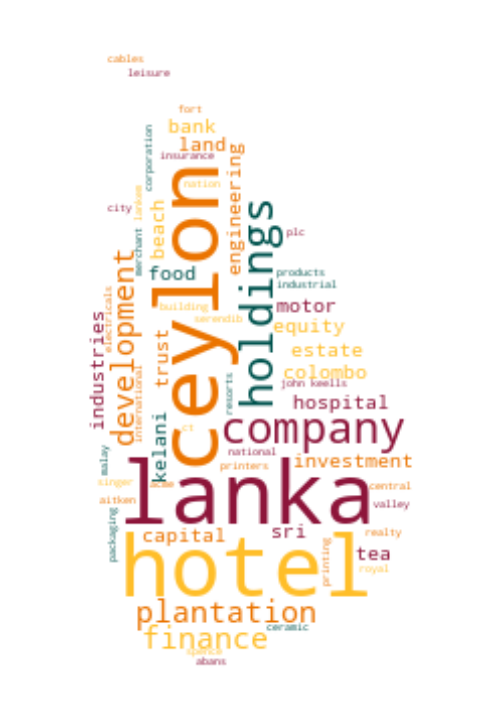 cables
leisure
fort
bank
land
corporation
insurance
engineering
nation
ceylon
city
lankem
beach
holdings
plc
merchant
food
products
industrial
development
electricals
industries
building
motor
serendib
equity
trust
estate
colombo
international
resorts
john keells
hospital
kelani
ct
company
malay
national
printers
investment
lanka
singer
acme
central
aitken
valley
packaging
capital
sri
realty
hotel
printing
tea
royal
plantation
ceramic
finance
spence
abans